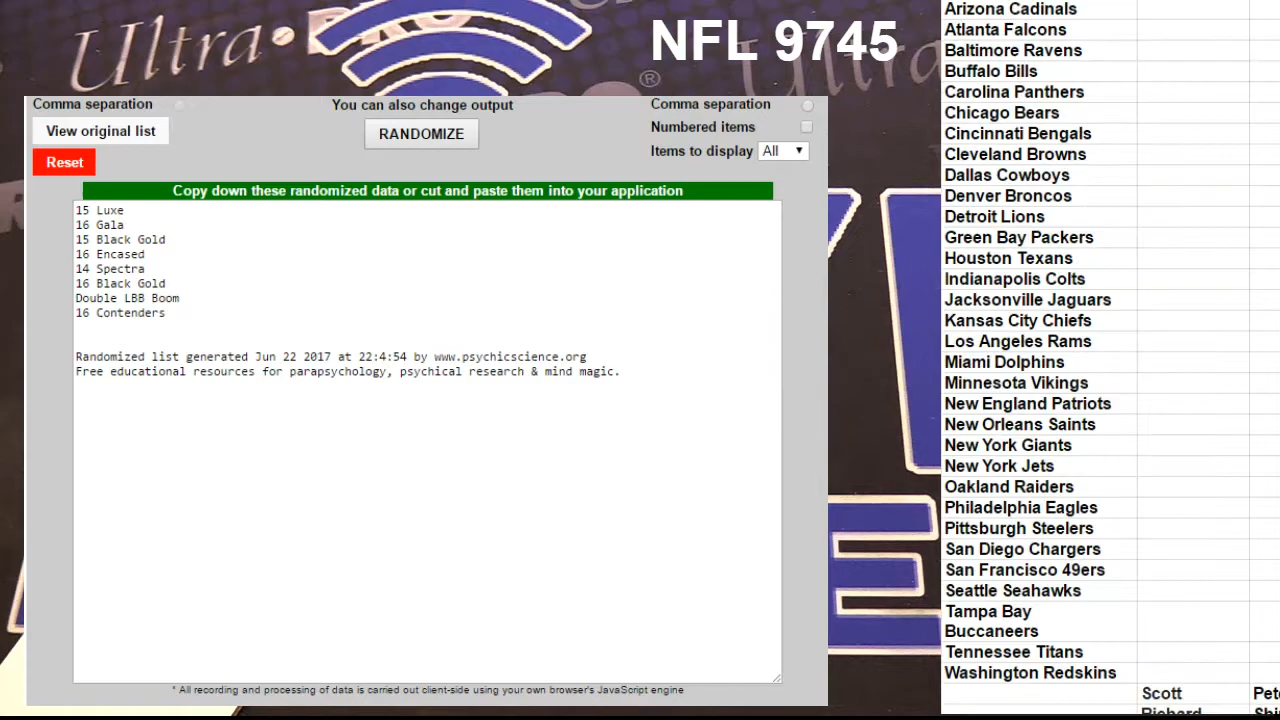 Ultra PRO
NFL 9745
Comma separation
View original list
Reset
You can also change output
RANDOMIZE
Comma separation
Numbered items
Items to display All
Copy down these randomized data or cut and paste them into your application
15 Luxe
16 Gala
15 Black Gold
16 Encased
14 Spectra
16 Black Gold
Double LBB Boom
16 Contenders
Randomized list generated Jun 22 2017 at 22:4:54 by www.psychicscience.org
Free educational resources for parapsychology, psychical research & mind magic.
* All recording and processing of data is carried out client-side using your own browser's JavaScript engine
Arizona Cadinals
Atlanta Falcons
Baltimore Ravens
Buffalo Bills
Carolina Panthers
Chicago Bears
Cincinnati Bengals
Cleveland Browns
Dallas Cowboys
Denver Broncos
Detroit Lions
Green Bay Packers
Houston Texans
Indianapolis Colts
Jacksonville Jaguars
Kansas City Chiefs
Los Angeles Rams
Miami Dolphins
Minnesota Vikings
New England Patriots
New Orleans Saints
New York Giants
New York Jets
Oakland Raiders
Philadelphia Eagles
Pittsburgh Steelers
San Diego Chargers
San Francisco 49ers
Seattle Seahawks
Tampa Bay
Buccaneers
Tennessee Titans
Washington Redskins
Scott
Richard